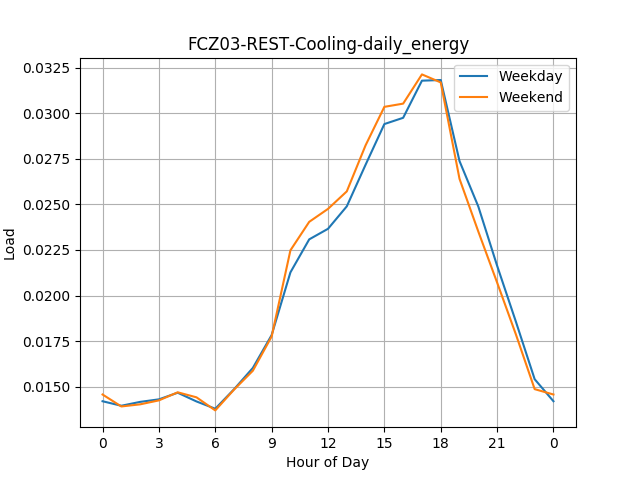 FCZ03-REST-Cooling-daily_energy
0.0325
0.0300
0.0275
0.0250
0.0225
0.0200
0.0175
0.0150
Load
Weekday
Weekend
0 3 6 9 12 15 18 21 0
Hour of Day